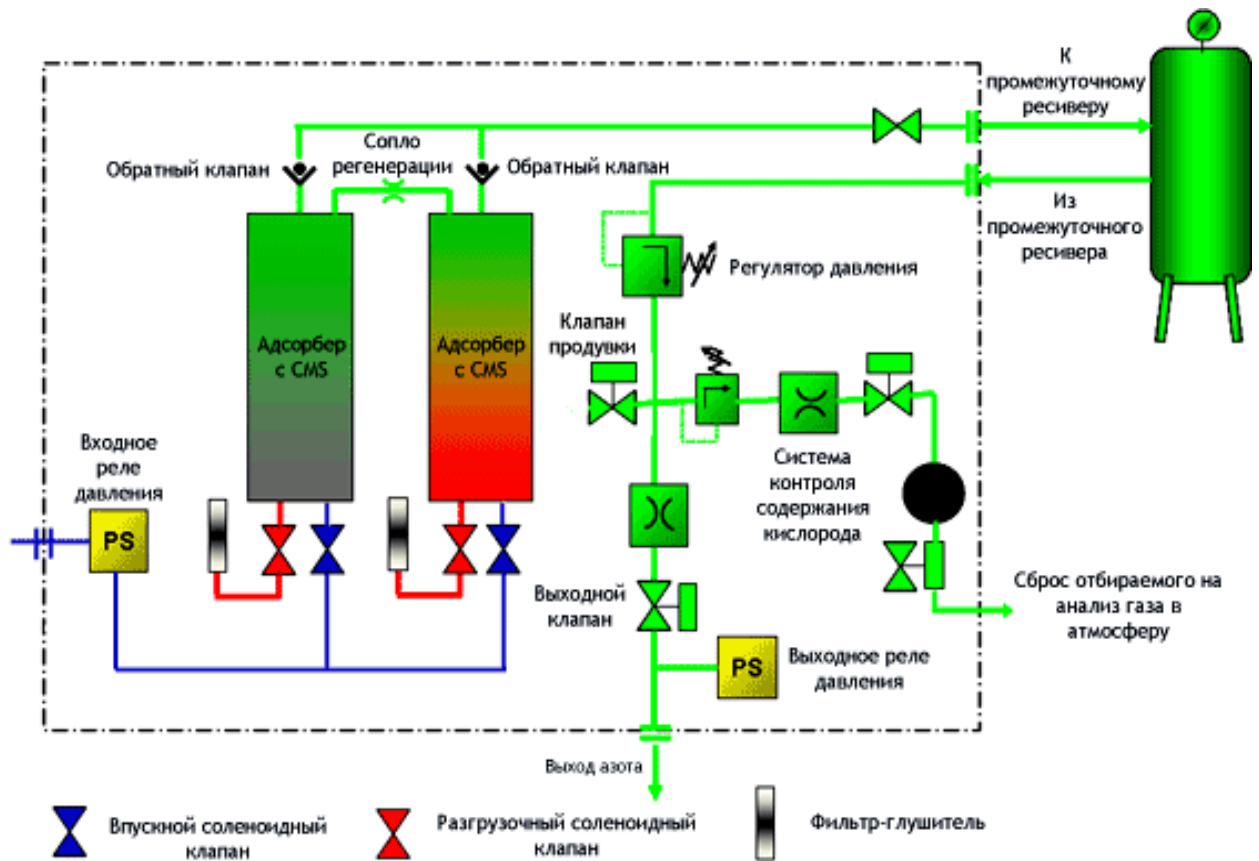 К
промежуточному
ресиверу
Сопло
регенерации
Обратный клапан
Обратный клапан
Из
промежуточного
ресивера
Регулятор давления
Клапан
продувки
Адсорбер
с CMS
Адсорбер
с CMS
Входное
реле
давления
PS
Система
контроля
содержания
кислорода
Выходной
клапан
Сброс отбираемого на
анализ газа в
атмосферу
PS
Выходное реле
давления
Выход азота
Впускной соленоидный
клапан
Разгрузочный соленоидный
клапан
Фильтр-глушитель